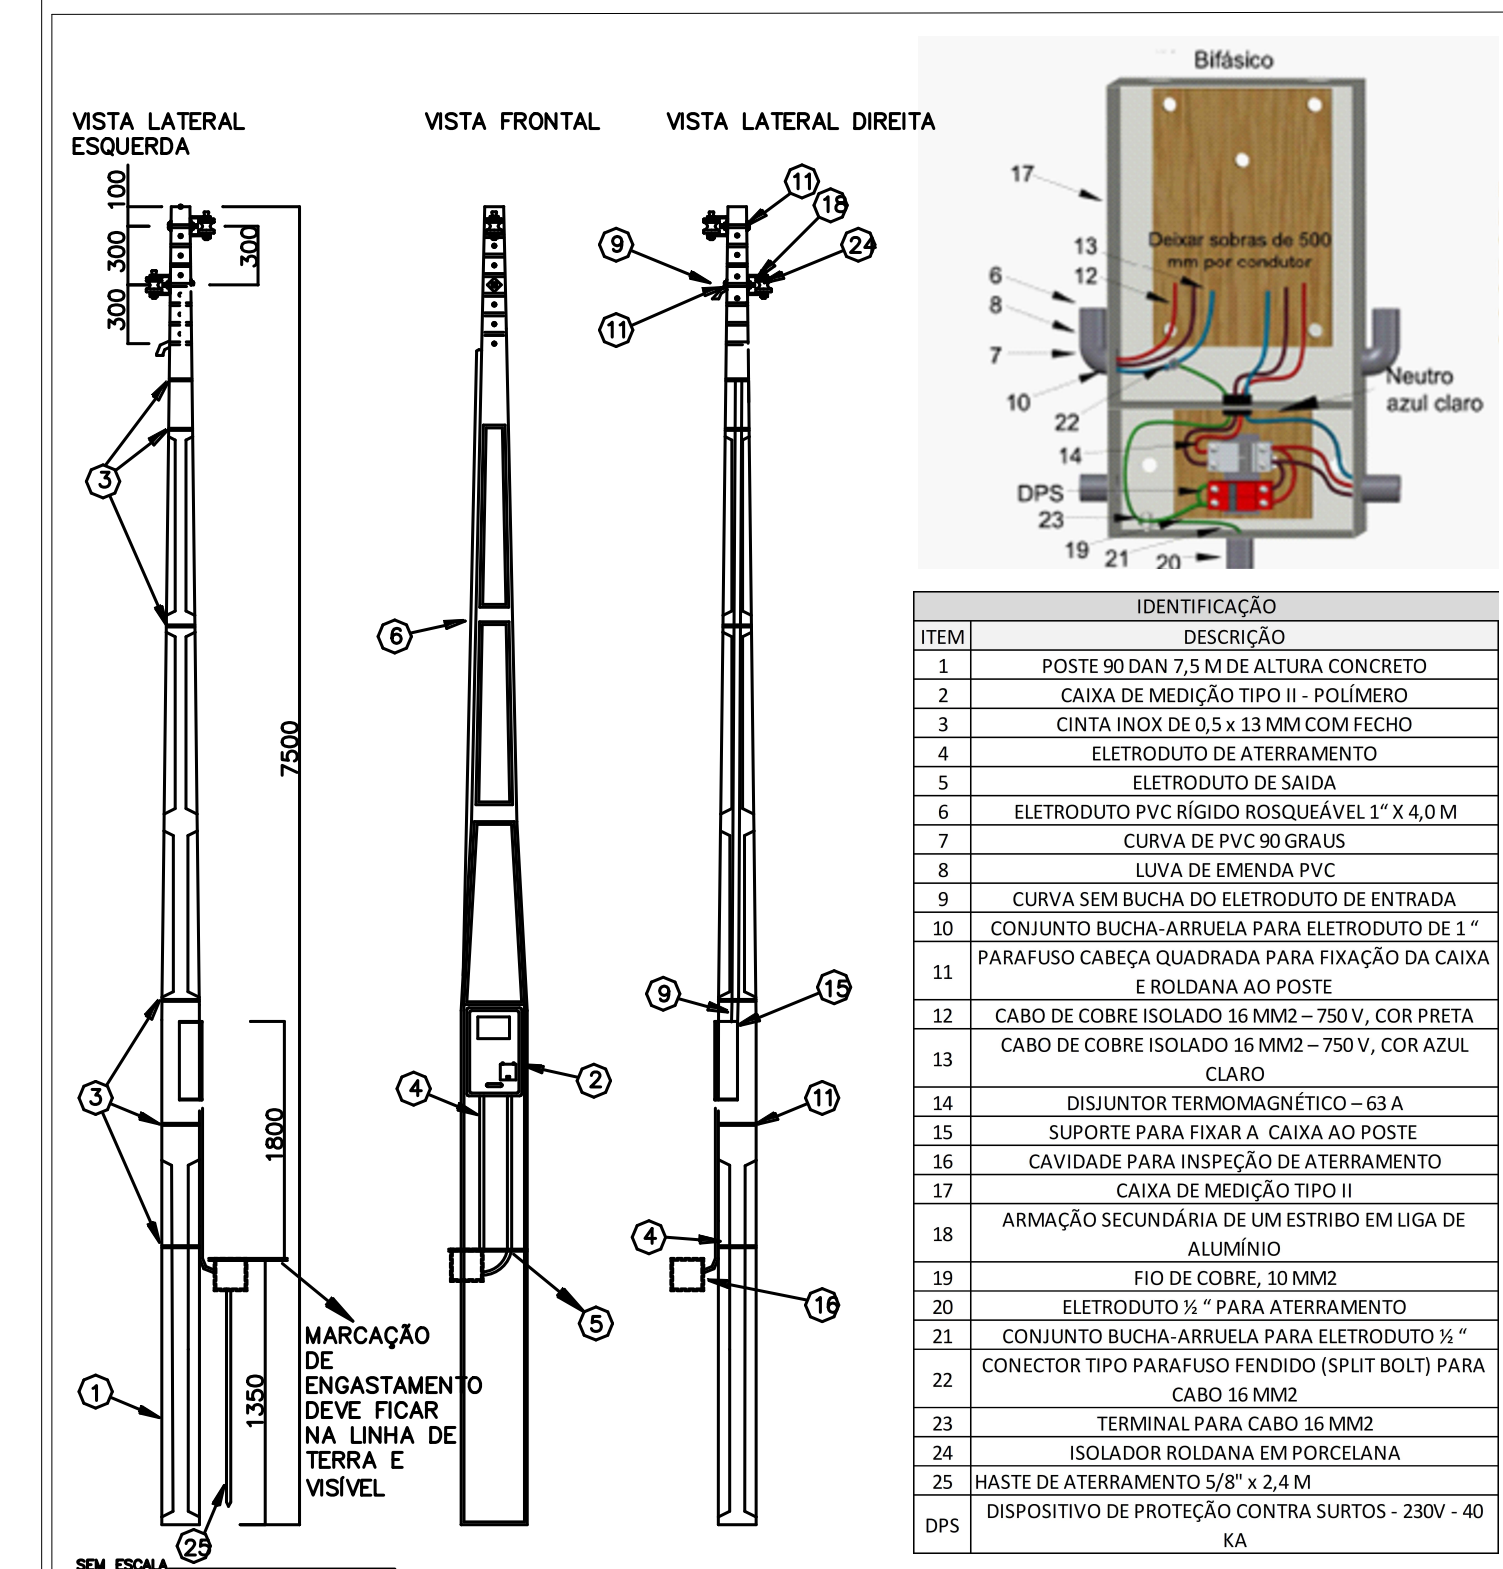 VISTA LATERAL
ESQUERDA
VISTA FRONTAL
VISTA LATERAL DIREITA
100
300
300
300
7500
1800
1350
3
3
1
25
6
4
2
5
11
18
9
24
11
9
15
11
4
16
MARCAÇÃO
DE
ENGASTAMENTO
DEVE FICAR
NA LINHA DE
TERRA E
VISÍVEL
SEM ESCALA
Bifásico
17
13
12
6
8
7
10
22
14
DPS
23
19
21
20
Deixar sobras de 500
mm por condutor
Neutro
azul claro
IDENTIFICAÇÃO
ITEM DESCRIÇÃO
1 POSTE 90 DAN 7,5 M DE ALTURA CONCRETO
2 CAIXA DE MEDIÇÃO TIPO II - POLÍMERO
3 CINTA INOX DE 0,5 x 13 MM COM FECHO
4 ELETRODUTO DE ATERRAMENTO
5 ELETRODUTO DE SAIDA
6 ELETRODUTO PVC RÍGIDO ROSQUEÁVEL 1“ X 4,0 M
7 CURVA DE PVC 90 GRAUS
8 LUVA DE EMENDA PVC
9 CURVA SEM BUCHA DO ELETRODUTO DE ENTRADA
10 CONJUNTO BUCHA-ARRUELA PARA ELETRODUTO DE 1 “
11 PARAFUSO CABEÇA QUADRADA PARA FIXAÇÃO DA CAIXA
E ROLDANA AO POSTE
12 CABO DE COBRE ISOLADO 16 MM2 – 750 V, COR PRETA
13 CABO DE COBRE ISOLADO 16 MM2 – 750 V, COR AZUL
CLARO
14 DISJUNTOR TERMOMAGNÉTICO – 63 A
15 SUPORTE PARA FIXAR A CAIXA AO POSTE
16 CAVIDADE PARA INSPEÇÃO DE ATERRAMENTO
17 CAIXA DE MEDIÇÃO TIPO II
18 ARMAÇÃO SECUNDÁRIA DE UM ESTRIBO EM LIGA DE
ALUMÍNIO
19 FIO DE COBRE, 10 MM2
20 ELETRODUTO ½ “ PARA ATERRAMENTO
21 CONJUNTO BUCHA-ARRUELA PARA ELETRODUTO ½ “
22 CONECTOR TIPO PARAFUSO FENDIDO (SPLIT BOLT) PARA
CABO 16 MM2
23 TERMINAL PARA CABO 16 MM2
24 ISOLADOR ROLDANA EM PORCELANA
25 HASTE DE ATERRAMENTO 5/8" x 2,4 M
DPS DISPOSITIVO DE PROTEÇÃO CONTRA SURTOS - 230V - 40
KA